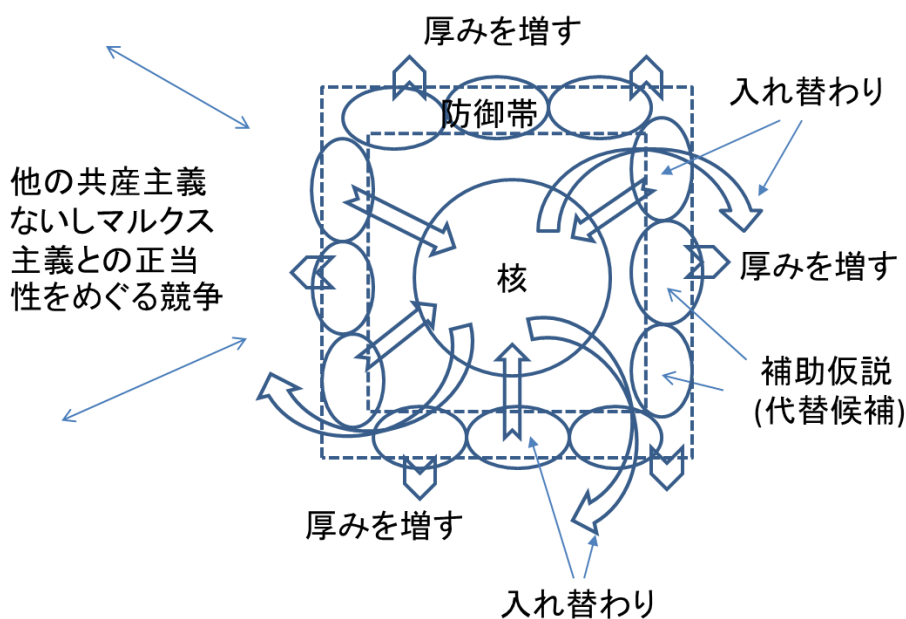 厚みを増す
防御帯
入れ替わり
他の共産主義
ないしマルクス
主義との正当
性をめぐる競争
核
厚みを増す
補助仮説
(代替候補)
厚みを増す
入れ替わり